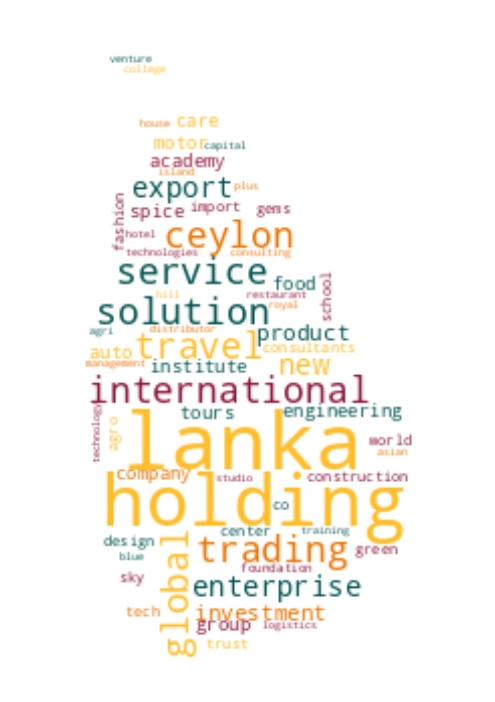 venture
college
house care
motor capital
academy
island
export plus
fashion spice import gems
hotel ceylon
technologies consulting
service food school
hill restaurant
solution royal
agri distributor product
auto travel consultants
management institute new
international
tours engineering
technology agro lanka world
asian
company studio construction
holding
co
center training
design trading green
blue foundation
sky global enterprise
tech investment
group logistics
trust